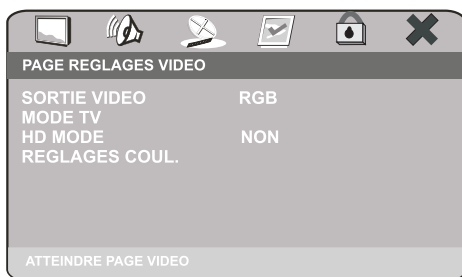 PAGE REGLAGES VIDEO
SORTIE VIDEO RGB
MODE TV
HD MODE NON
REGLAGES COUL.
ATTEINDRE PAGE VIDEO